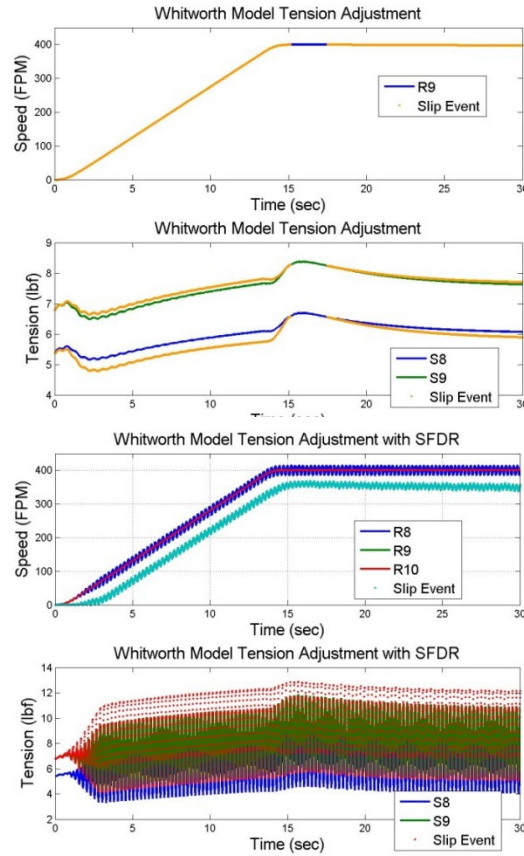 Whitworth Model Tension Adjustment
400
300
200
100
0
Speed (FPM)
R9
Slip Event
0 5 10 15 20 25 30
Time (sec)
Whitworth Model Tension Adjustment
9
8
7
6
5
4
Tension (lbf)
S8
S9
Slip Event
0 5 10 15 20 25 30
Time (sec)
Whitworth Model Tension Adjustment with SFDR
400
300
200
100
0
Speed (FPM)
R8
R9
R10
Slip Event
0 5 10 15 20 25 30
Time (sec)
Whitworth Model Tension Adjustment with SFDR
14
12
10
8
6
4
2
Tension (lbf)
S8
S9
Slip Event
0 5 10 15 20 25 30
Time (sec)